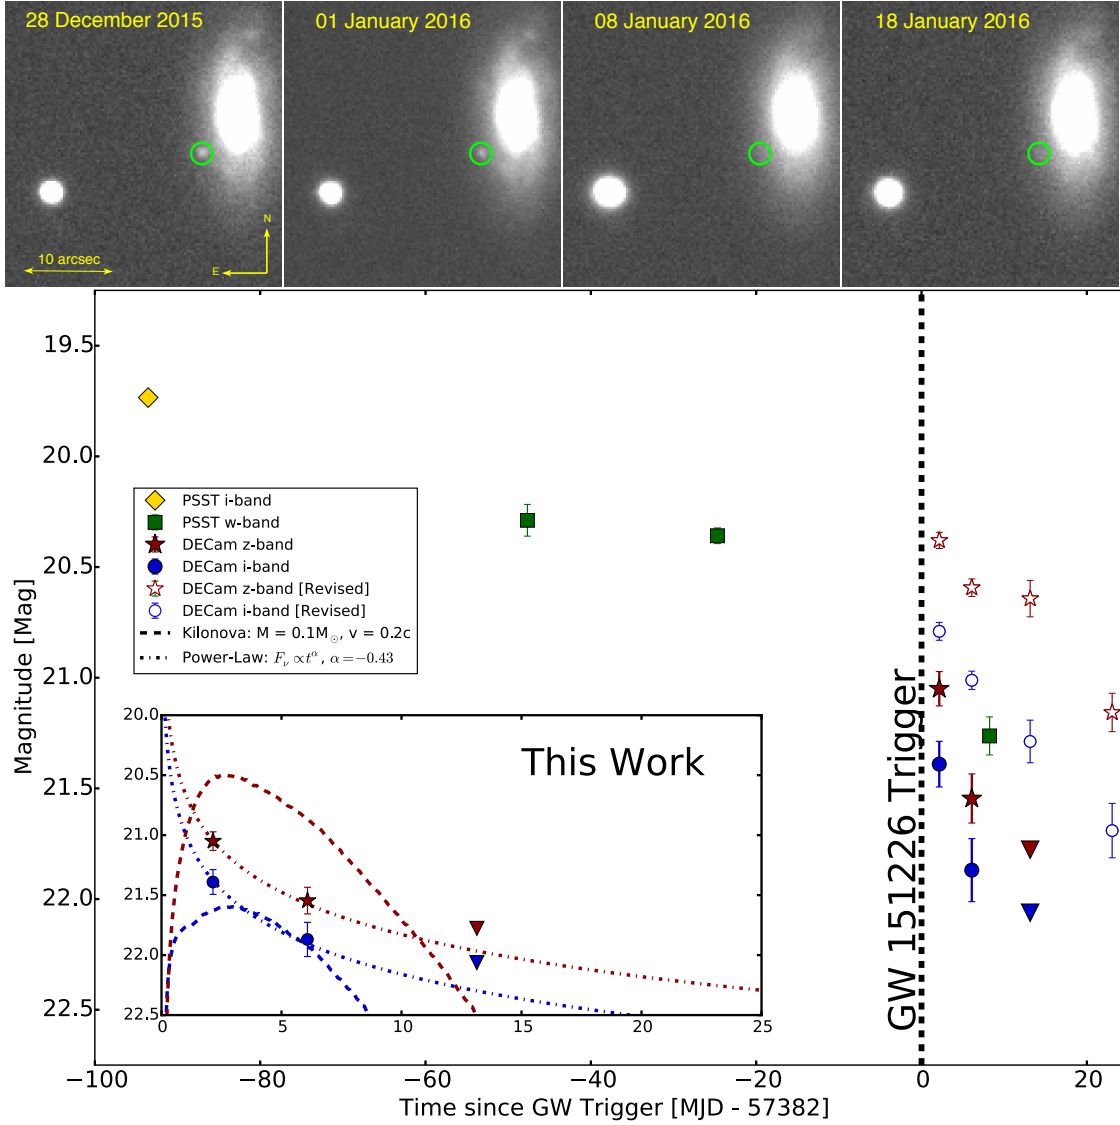 28 December 2015
01 January 2016
08 January 2016
18 January 2016
10 arcsec
N
E
19.5
20.0
20.5
21.0
21.5
22.0
22.5
Magnitude [Mag]
PSST i-band
PSST w-band
DECam z-band
DECam i-band
DECam z-band [Revised]
DECam i-band [Revised]
Kilonova: M = 0.1M☉, v = 0.2c
Power-Law: Fν ∝ t^α, α = −0.43
GW 151226 Trigger
This Work
20.0
20.5
21.0
21.5
22.0
22.5
0 5 10 15 20 25
−100 −80 −60 −40 −20 0 20
Time since GW Trigger [MJD - 57382]